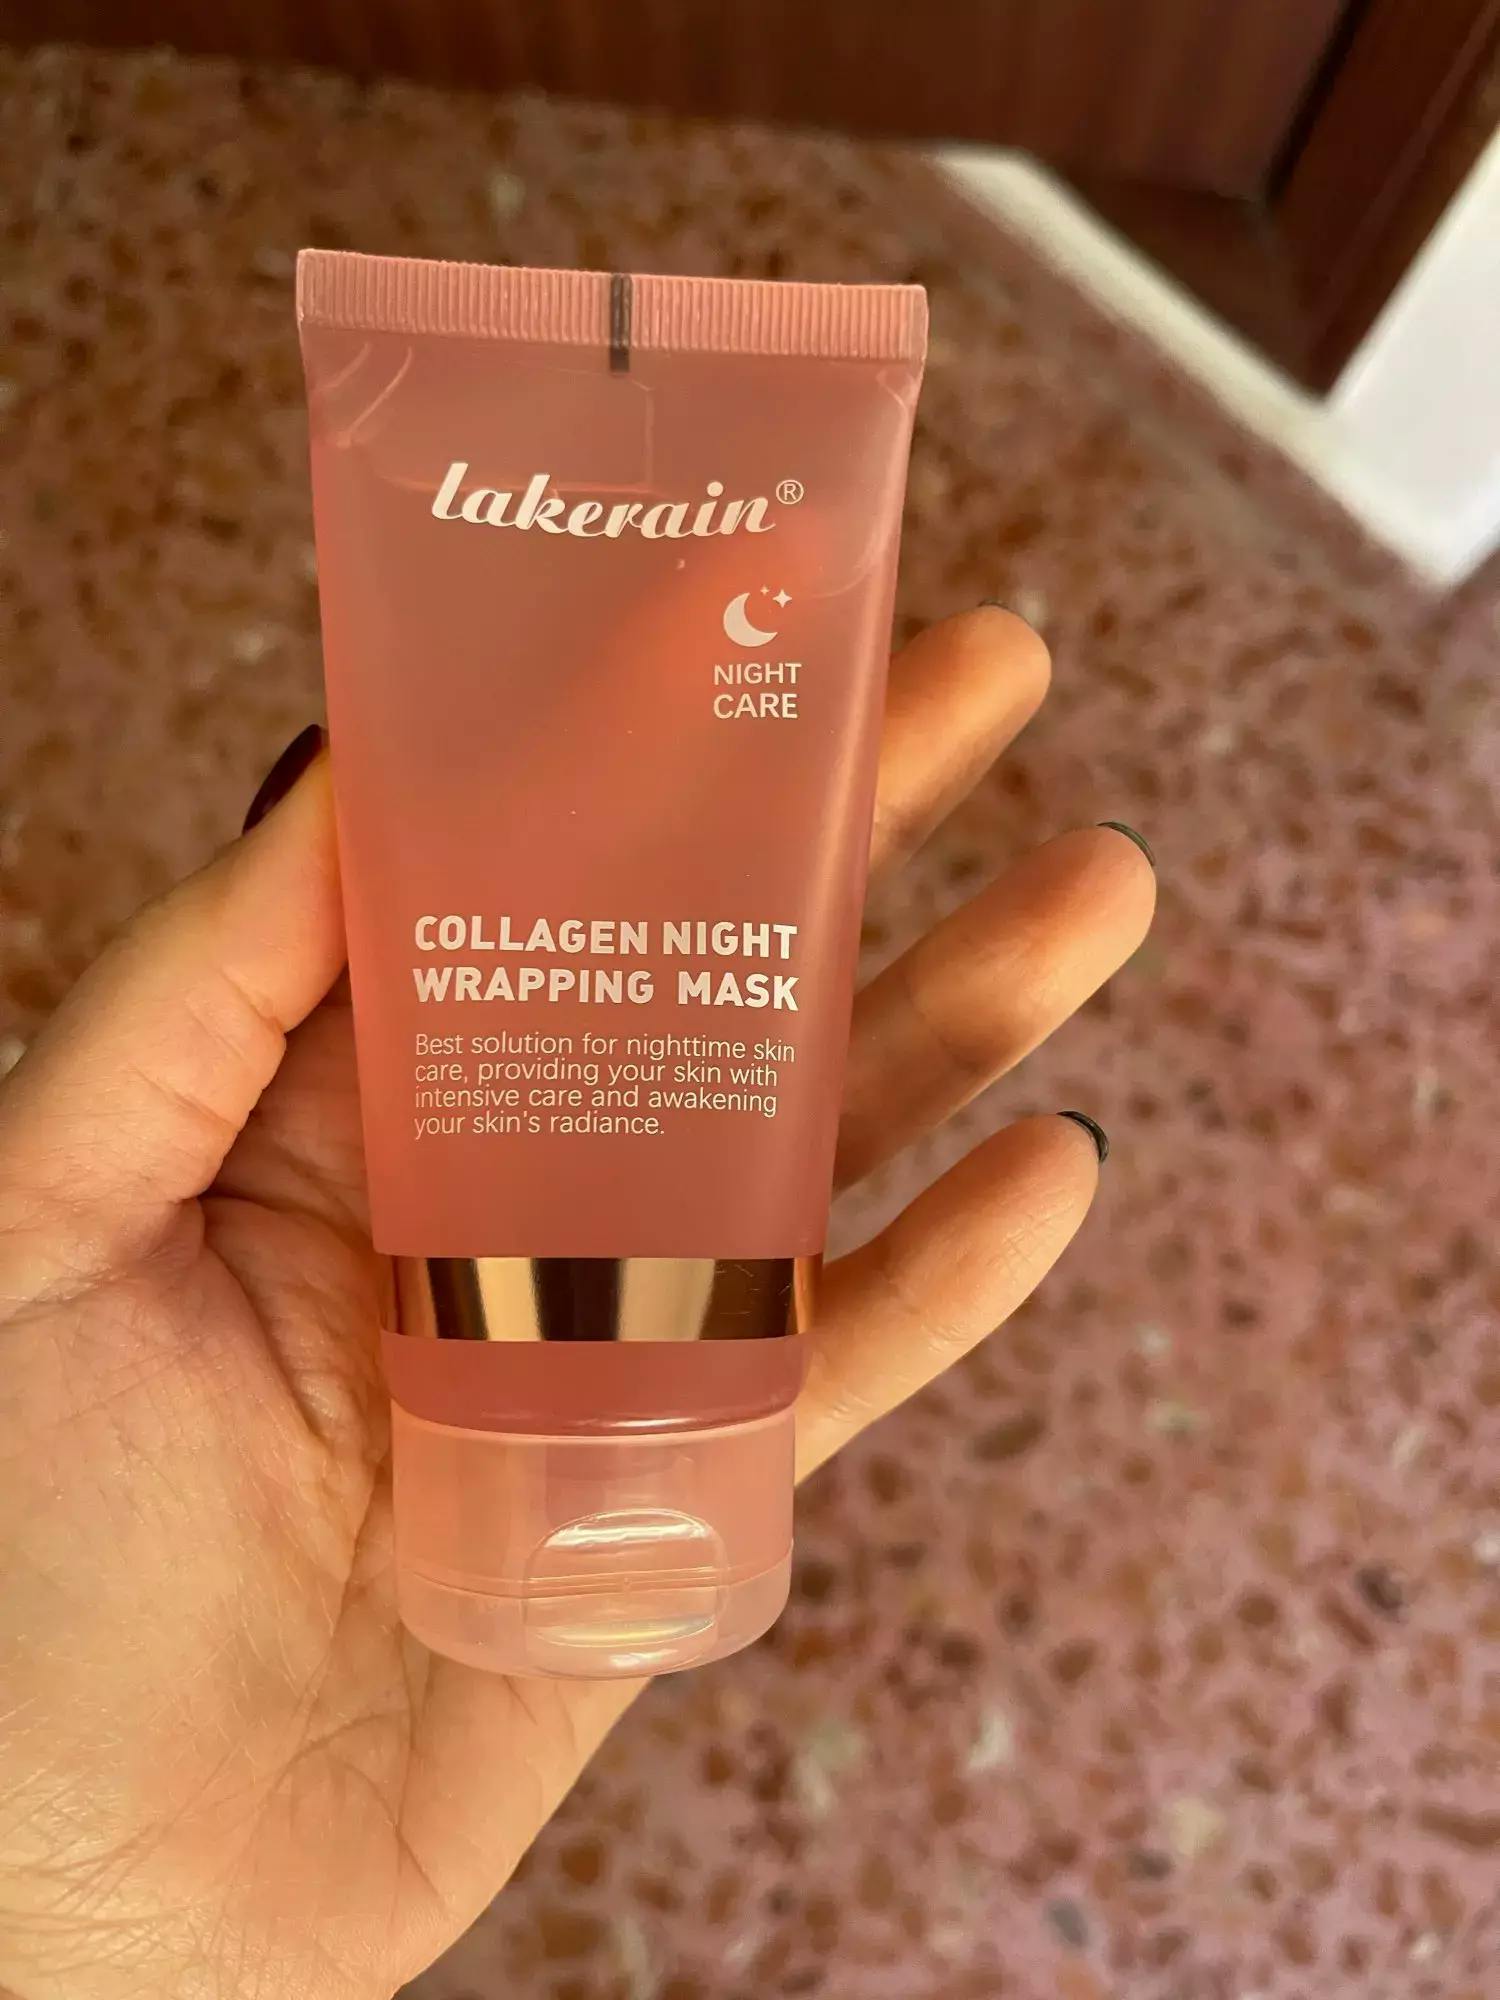 lakerain®
NIGHT
CARE
COLLAGEN NIGHT
WRAPPING MASK
Best solution for nighttime skin
care, providing your skin with
intensive care and awakening
your skin's radiance.